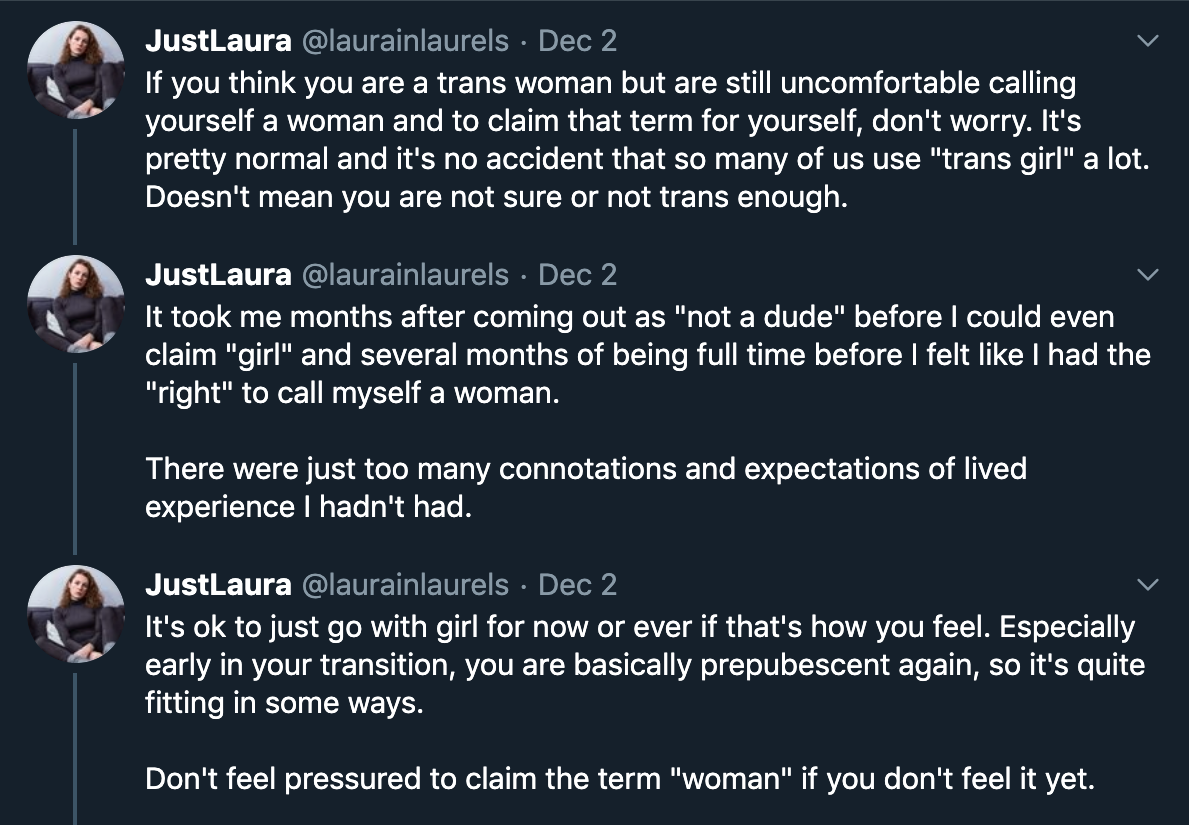 JustLaura @laurainlaurels · Dec 2
If you think you are a trans woman but are still uncomfortable calling
yourself a woman and to claim that term for yourself, don't worry. It's
pretty normal and it's no accident that so many of us use "trans girl" a lot.
Doesn't mean you are not sure or not trans enough.
JustLaura @laurainlaurels · Dec 2
It took me months after coming out as "not a dude" before I could even
claim "girl" and several months of being full time before I felt like I had the
"right" to call myself a woman.
There were just too many connotations and expectations of lived
experience I hadn't had.
JustLaura @laurainlaurels · Dec 2
It's ok to just go with girl for now or ever if that's how you feel. Especially
early in your transition, you are basically prepubescent again, so it's quite
fitting in some ways.
Don't feel pressured to claim the term "woman" if you don't feel it yet.